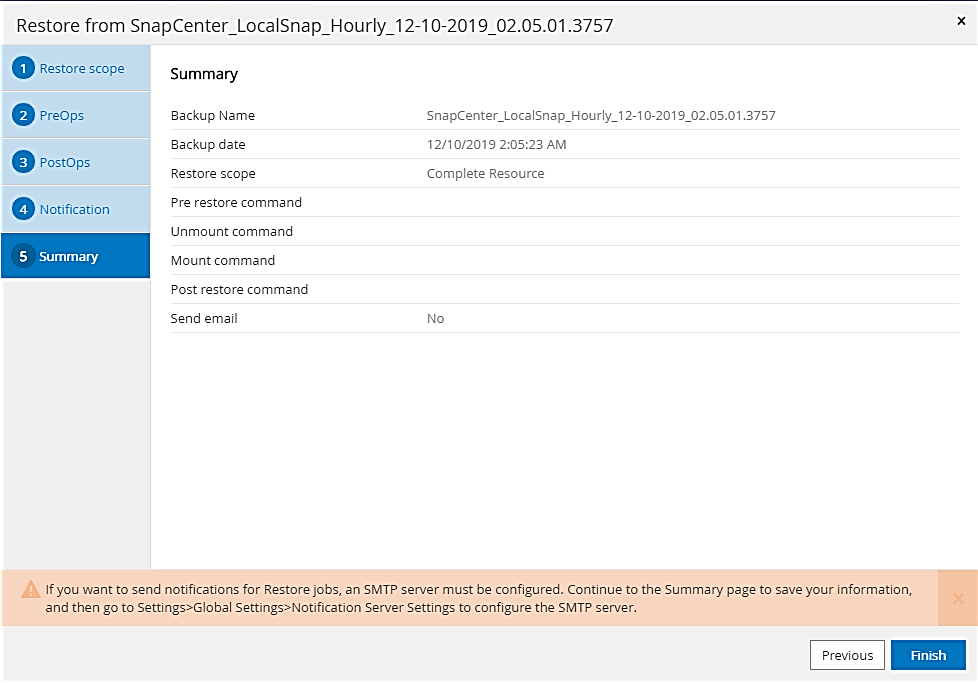 Restore from SnapCenter_LocalSnap_Hourly_12-10-2019_02.05.01.3757 ×
1 Restore scope
2 PreOps
3 PostOps
4 Notification
5 Summary
Summary
Backup Name SnapCenter_LocalSnap_Hourly_12-10-2019_02.05.01.3757
Backup date 12/10/2019 2:05:23 AM
Restore scope Complete Resource
Pre restore command
Unmount command
Mount command
Post restore command
Send email No
If you want to send notifications for Restore jobs, an SMTP server must be configured. Continue to the Summary page to save your information,
and then go to Settings>Global Settings>Notification Server Settings to configure the SMTP server.
Previous Finish